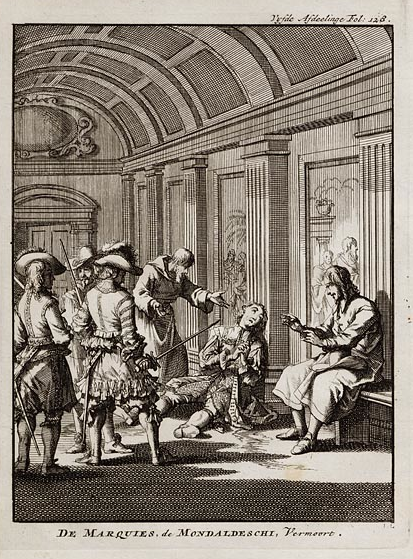 Vyfde Afdeelinge Fol: 128.
DE MARQUIES, de MONDALDESCHI, Vermoort.